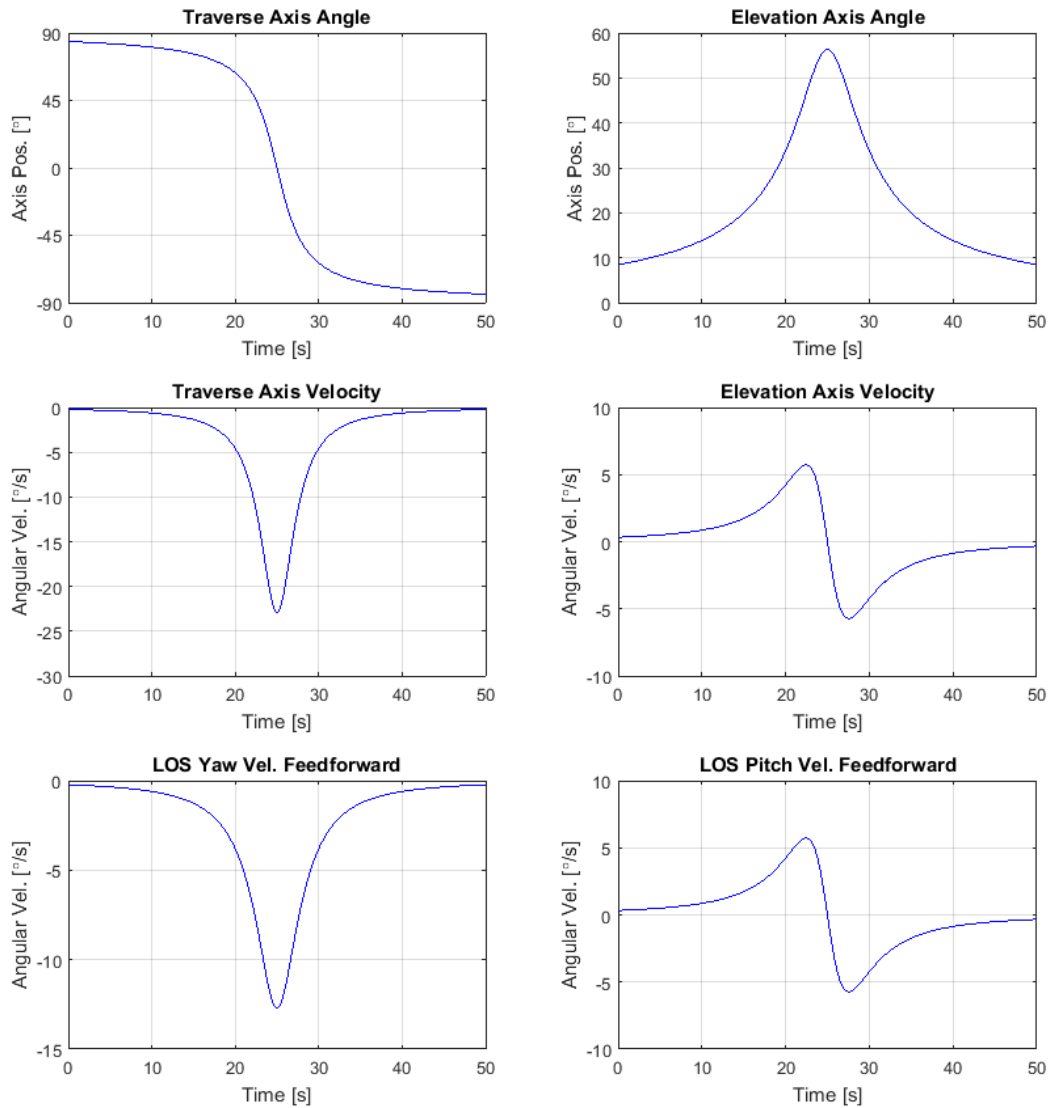 Traverse Axis Angle
Axis Pos. [°]
90
45
0
-45
-90
0 10 20 30 40 50
Time [s]
Elevation Axis Angle
Axis Pos. [°]
60
50
40
30
20
10
0
0 10 20 30 40 50
Time [s]
Traverse Axis Velocity
Angular Vel. [°/s]
0
-5
-10
-15
-20
-25
-30
0 10 20 30 40 50
Time [s]
Elevation Axis Velocity
Angular Vel. [°/s]
10
5
0
-5
-10
0 10 20 30 40 50
Time [s]
LOS Yaw Vel. Feedforward
Angular Vel. [°/s]
0
-5
-10
-15
0 10 20 30 40 50
Time [s]
LOS Pitch Vel. Feedforward
Angular Vel. [°/s]
10
5
0
-5
-10
0 10 20 30 40 50
Time [s]